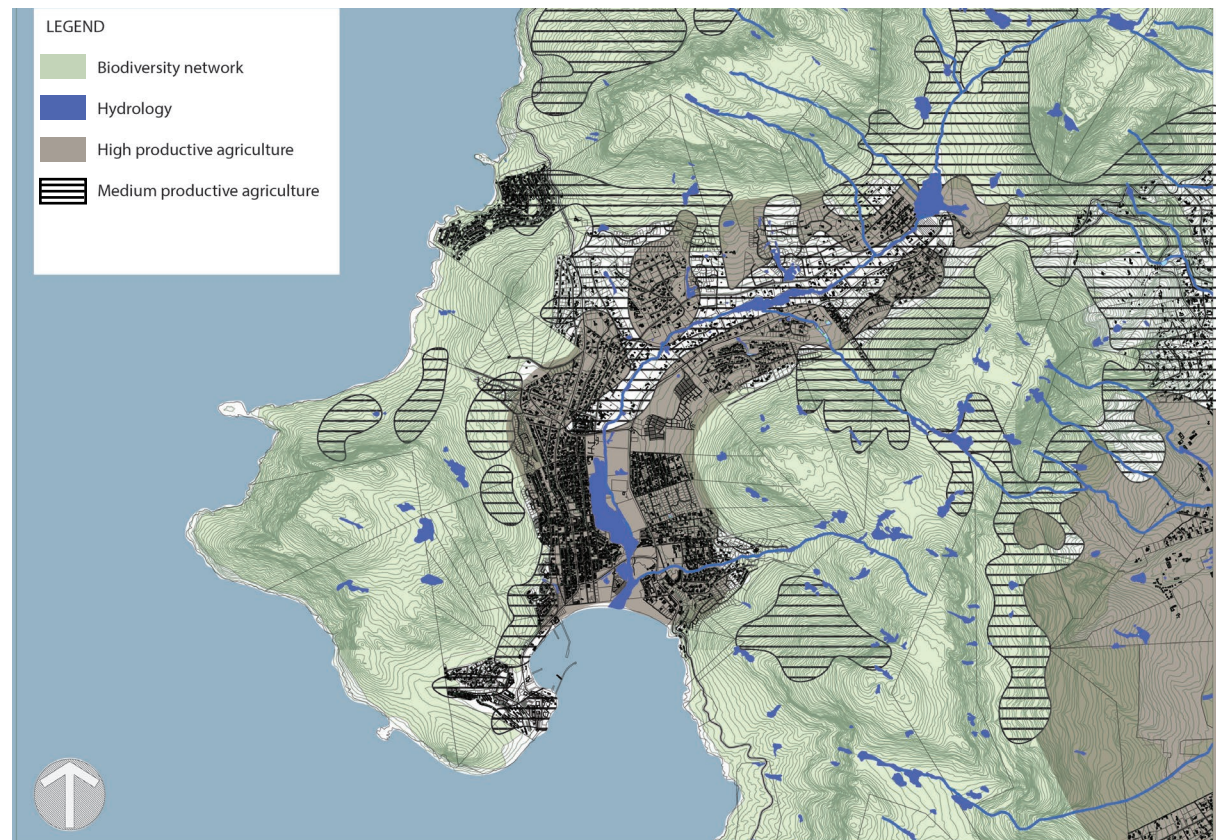 LEGEND
Biodiversity network
Hydrology
High productive agriculture
Medium productive agriculture